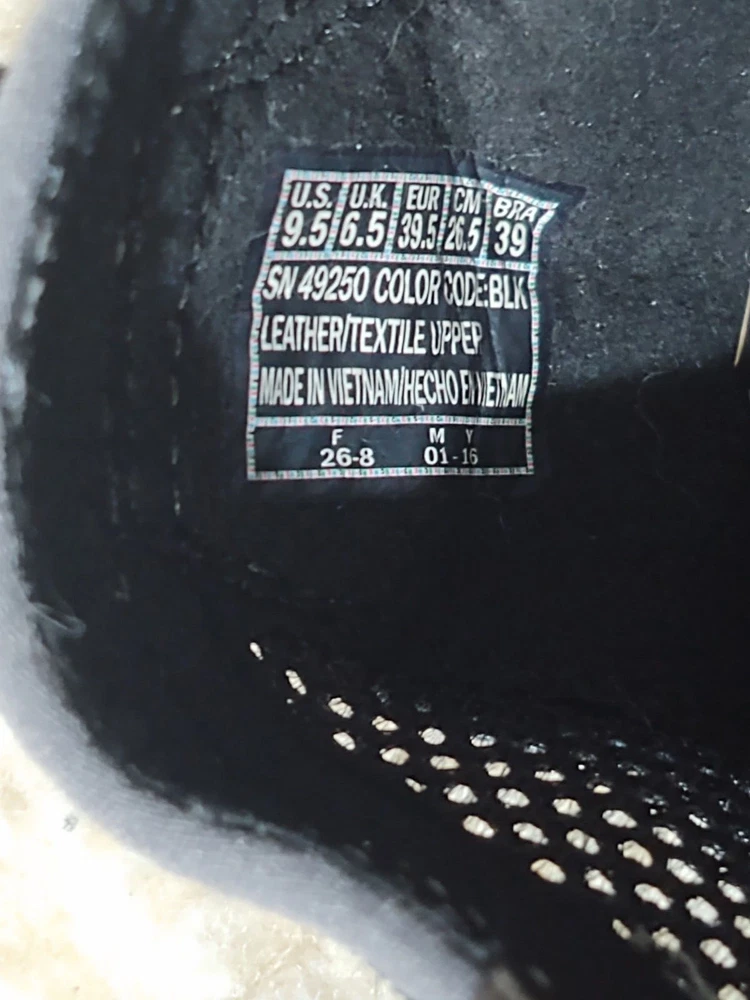 U.S. U.K. EUR CM BRA
9.5 6.5 39.5 26.5 39
SN 49250 COLOR CODE:BLK
LEATHER/TEXTILE UPPER
MADE IN VIETNAM/HECHO EN VIETNAM
F M Y
26-8 01-16